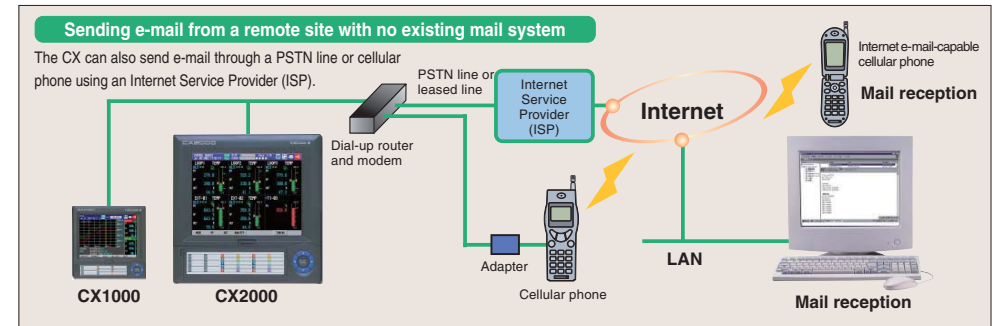 Sending e-mail from a remote site with no existing mail system
The CX can also send e-mail through a PSTN line or cellular
phone using an Internet Service Provider (ISP).
PSTN line or
leased line
Internet
Service
Provider
(ISP)
Internet
Internet e-mail-capable
cellular phone
Mail reception
Dial-up router
and modem
CX2000
CX1000
CX2000
Adapter
Cellular phone
LAN
Mail reception